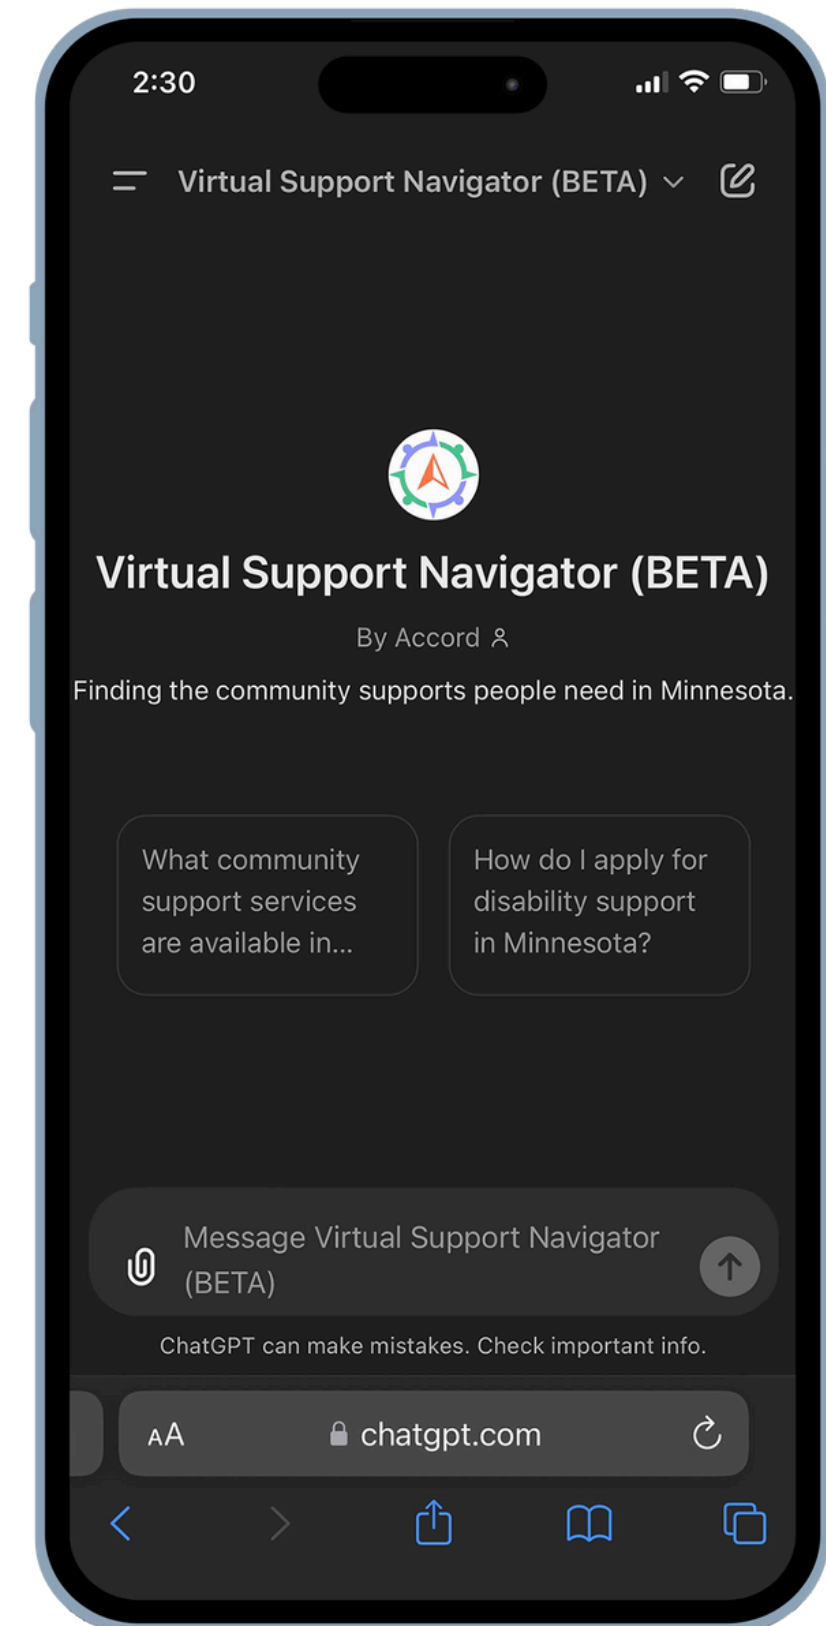 2:30
Virtual Support Navigator (BETA)
Virtual Support Navigator (BETA)
By Accord
Finding the community supports people need in Minnesota.
What community
support services
are available in...
How do I apply for
disability support
in Minnesota?
Message Virtual Support Navigator
(BETA)
ChatGPT can make mistakes. Check important info.
AA chatgpt.com